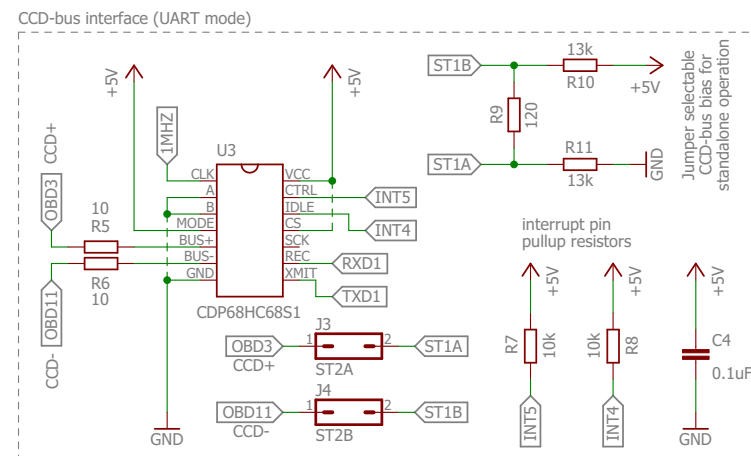 CCD-bus interface (UART mode)
+5V
+5V
1MHZ
U3
CCD+
OBD3
10
R5
R6
10
OBD11
CCD-
CLK
A
B
MODE
BUS+
BUS-
GND
VCC
CTRL
IDLE
CS
SCK
REC
XMIT
CDP68HC68S1
INT5
INT4
RXD1
TXD1
GND
ST1B
13k
R10
+5V
R9
120
ST1A
R11
13k
GND
Jumper selectable
CCD-bus bias for
standalone operation
J3
OBD3
1
2
ST1A
CCD+
ST2A
J4
OBD11
1
2
ST1B
CCD-
ST2B
interrupt pin
pullup resistors
+5V
R7
10k
INT5
+5V
10k
R8
INT4
+5V
C4
0.1uF
GND